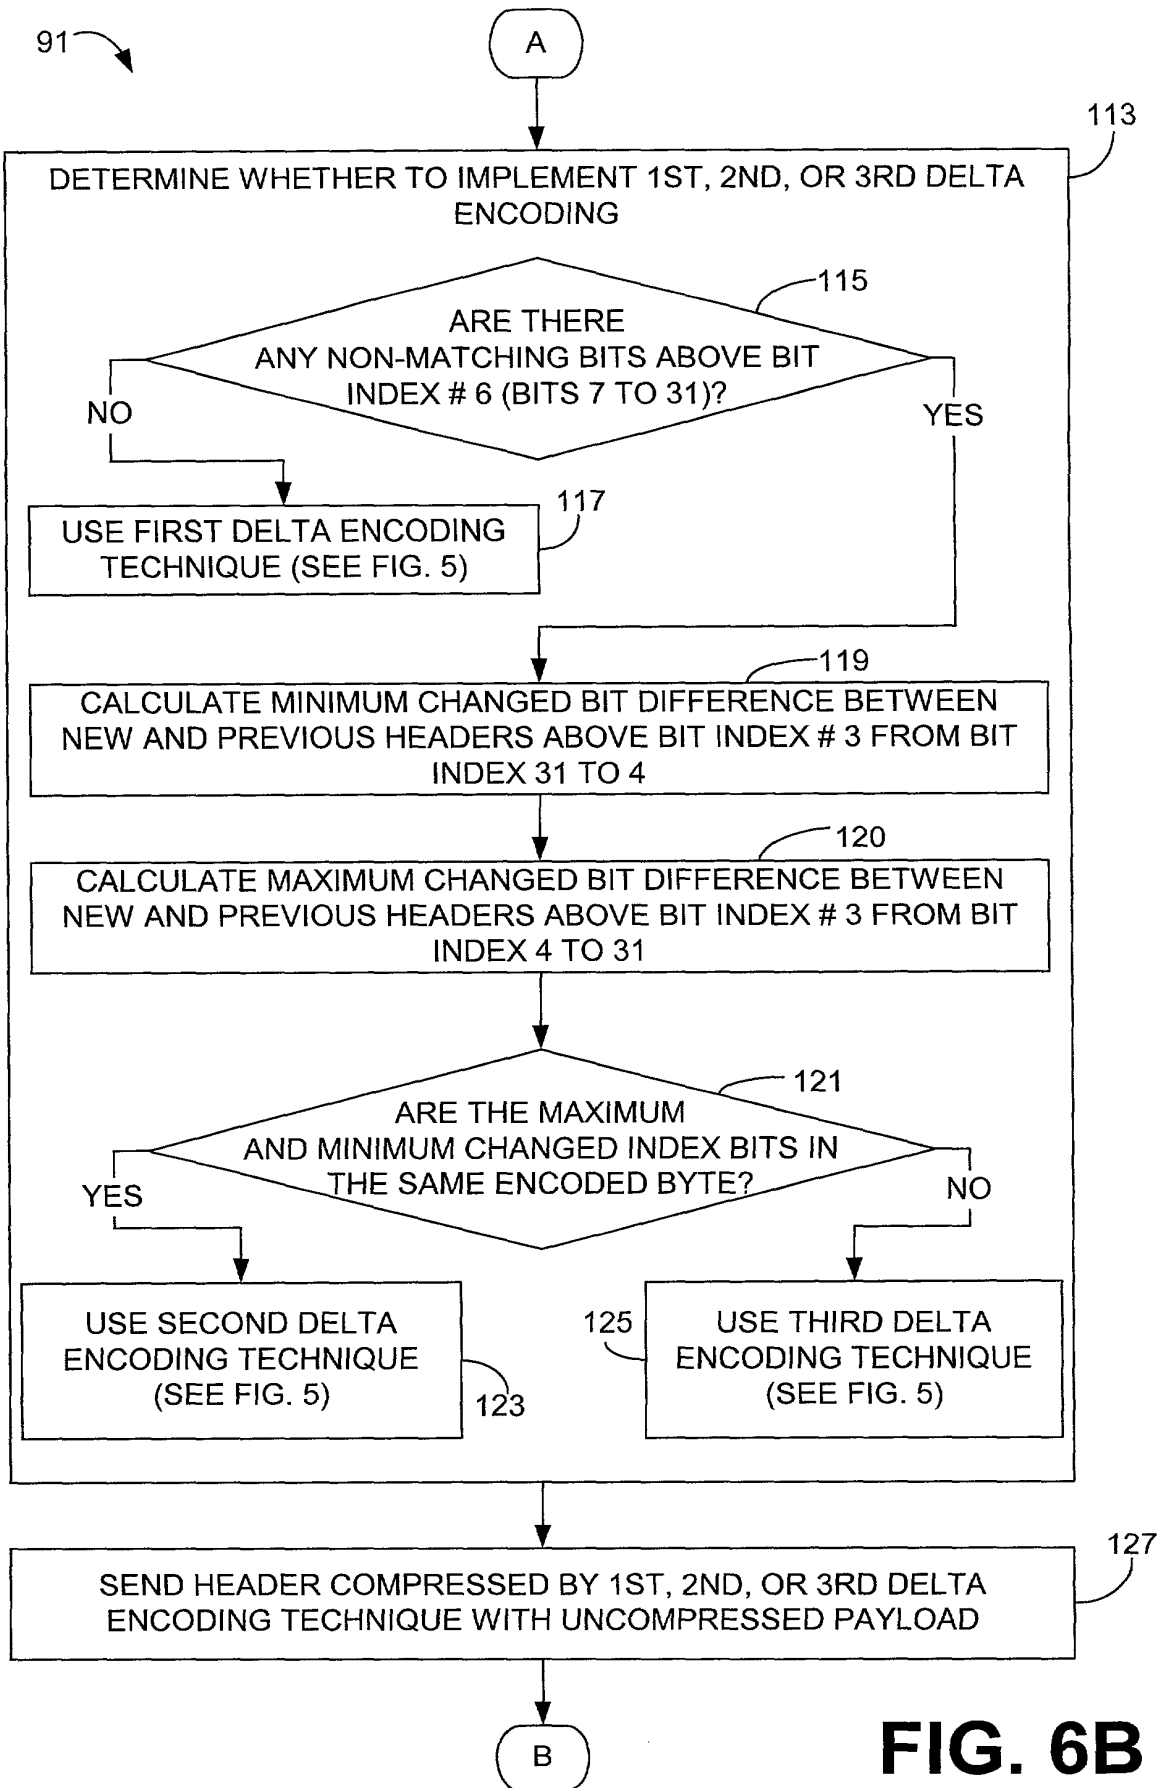 91
A
113
DETERMINE WHETHER TO IMPLEMENT 1ST, 2ND, OR 3RD DELTA
ENCODING
115
ARE THERE
ANY NON-MATCHING BITS ABOVE BIT
INDEX # 6 (BITS 7 TO 31)?
NO
YES
117
USE FIRST DELTA ENCODING
TECHNIQUE (SEE FIG. 5)
119
CALCULATE MINIMUM CHANGED BIT DIFFERENCE BETWEEN
NEW AND PREVIOUS HEADERS ABOVE BIT INDEX # 3 FROM BIT
INDEX 31 TO 4
120
CALCULATE MAXIMUM CHANGED BIT DIFFERENCE BETWEEN
NEW AND PREVIOUS HEADERS ABOVE BIT INDEX # 3 FROM BIT
INDEX 4 TO 31
121
ARE THE MAXIMUM
AND MINIMUM CHANGED INDEX BITS IN
THE SAME ENCODED BYTE?
YES
NO
USE SECOND DELTA
ENCODING TECHNIQUE
(SEE FIG. 5)
123
125
USE THIRD DELTA
ENCODING TECHNIQUE
(SEE FIG. 5)
127
SEND HEADER COMPRESSED BY 1ST, 2ND, OR 3RD DELTA
ENCODING TECHNIQUE WITH UNCOMPRESSED PAYLOAD
B
FIG. 6B